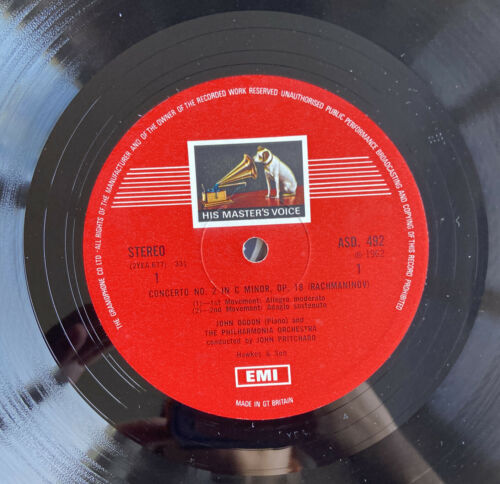 THE GRAMOPHONE CO LTD · ALL RIGHTS OF THE MANUFACTURER AND OF THE OWNER OF THE RECORDED WORK RESERVED UNAUTHORISED PUBLIC PERFORMANCE BROADCASTING AND COPYING OF THIS RECORD PROHIBITED
HIS MASTER'S VOICE
STEREO
ASD. 492
1
℗ 1962
1
CONCERTO NO. 2 IN C MINOR, OP. 18 (RACHMANINOV)
(1)—1st Movement: Allegro moderato
(2)—2nd Movement: Adagio sostenuto
JOHN OGDON (Piano) and
THE PHILHARMONIA ORCHESTRA
conducted by JOHN PRITCHARD
Hawkes & Son
EMI
MADE IN GT BRITAIN